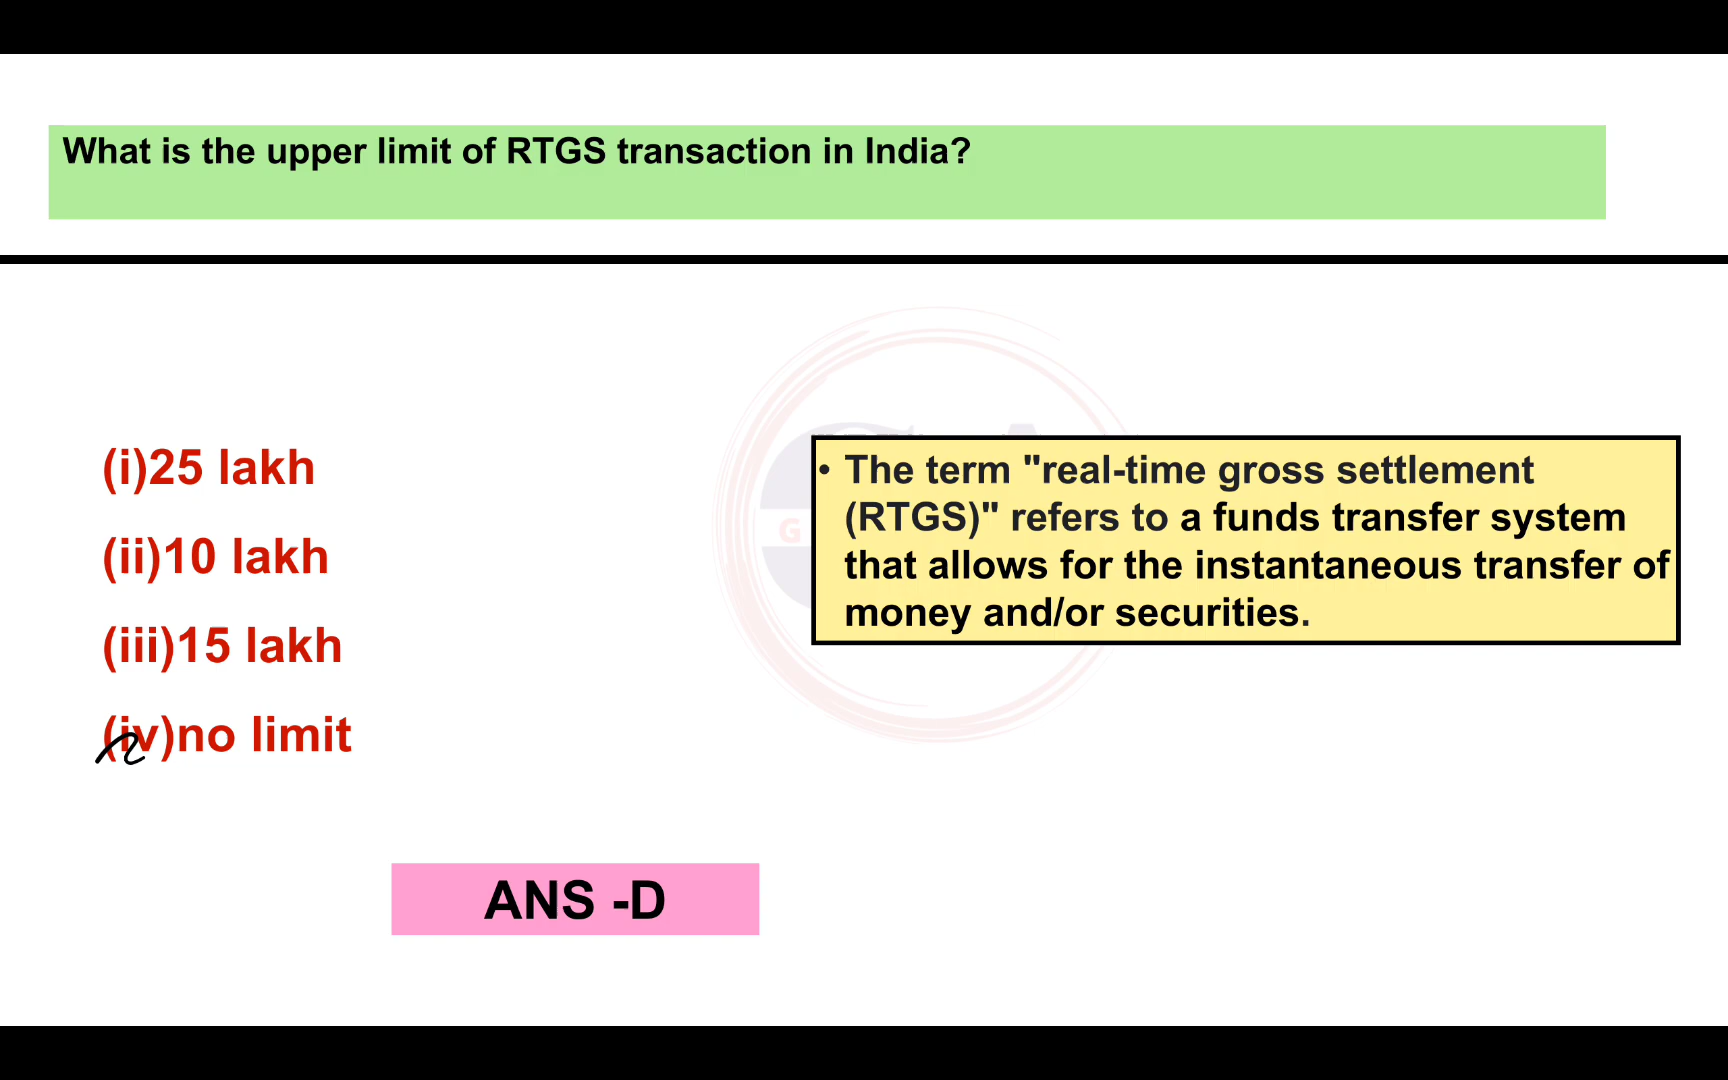 What is the upper limit of RTGS transaction in India?
(i)25 lakh
(ii)10 lakh
(iii)15 lakh
(iv)no limit
• The term "real-time gross settlement
(RTGS)" refers to a funds transfer system
that allows for the instantaneous transfer of
money and/or securities.
G
ANS -D